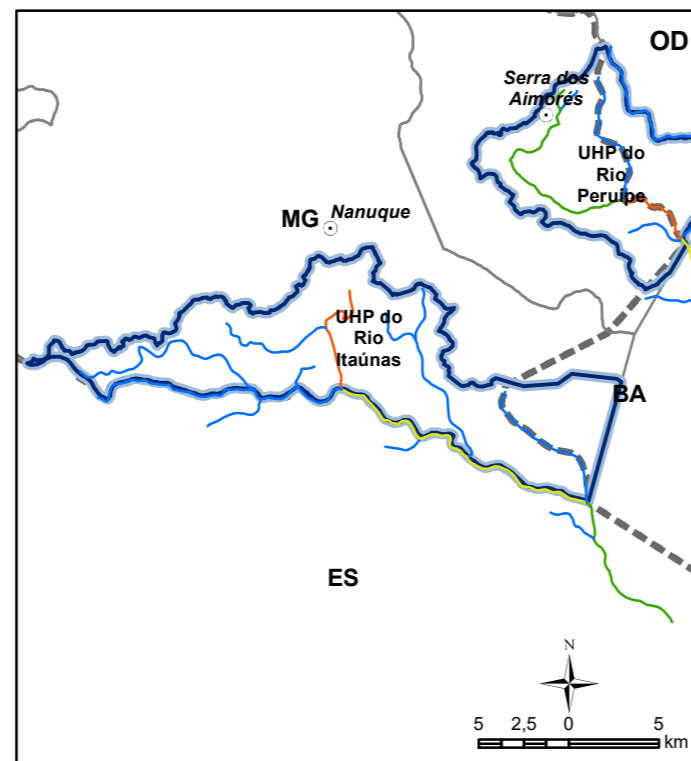 OD
Serra dos
Aimorés
UHP do
Rio
Peruípe
MG
Nanuque
UHP do
Rio
Itaúnas
BA
ES
N
5 2,5 0 5
km